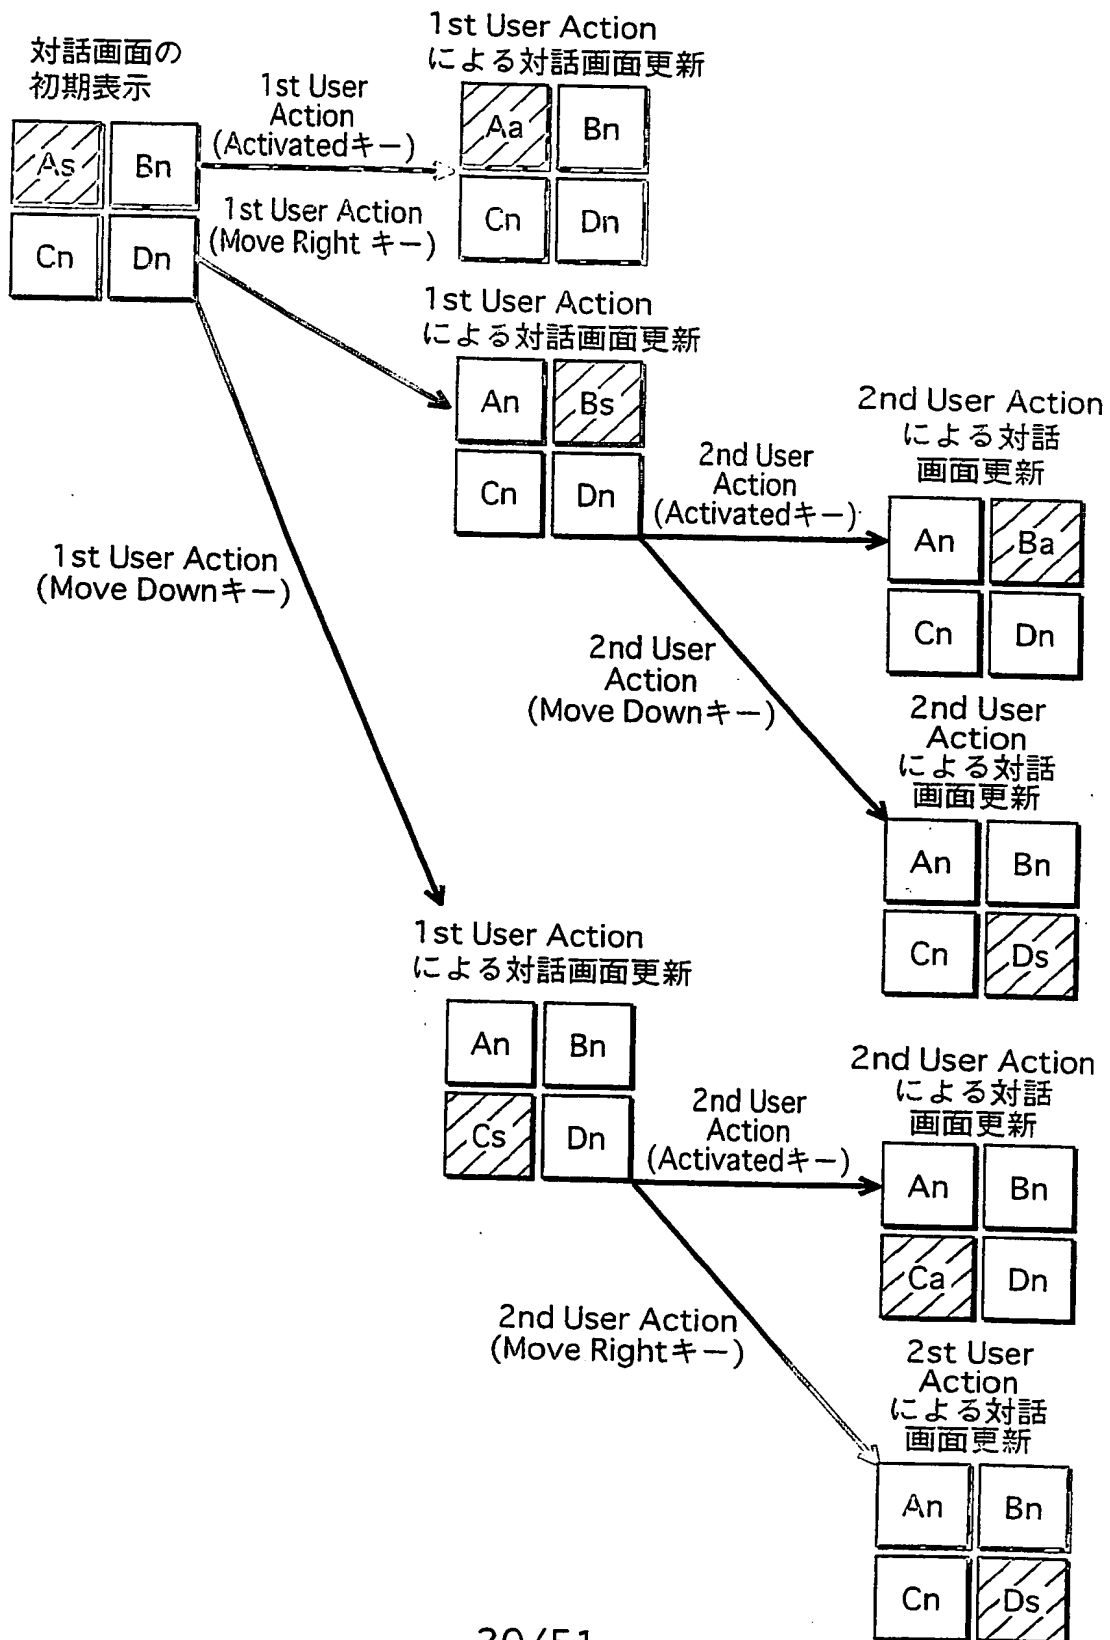 対話画面の
初期表示
As Bn
Cn Dn
1st User
Action
(Activatedキー)
1st User Action
による対話画面更新
Aa Bn
Cn Dn
1st User Action
(Move Right キー)
1st User Action
による対話画面更新
An Bs
Cn Dn
2nd User
Action
(Activatedキー)
2nd User Action
による対話
画面更新
An Ba
Cn Dn
1st User Action
(Move Downキー)
2nd User
Action
(Move Downキー)
2nd User
Action
による対話
画面更新
An Bn
Cn Ds
1st User Action
による対話画面更新
An Bn
Cs Dn
2nd User
Action
(Activatedキー)
2nd User Action
による対話
画面更新
An Bn
Ca Dn
2nd User Action
(Move Rightキー)
2st User
Action
による対話
画面更新
An Bn
Cn Ds